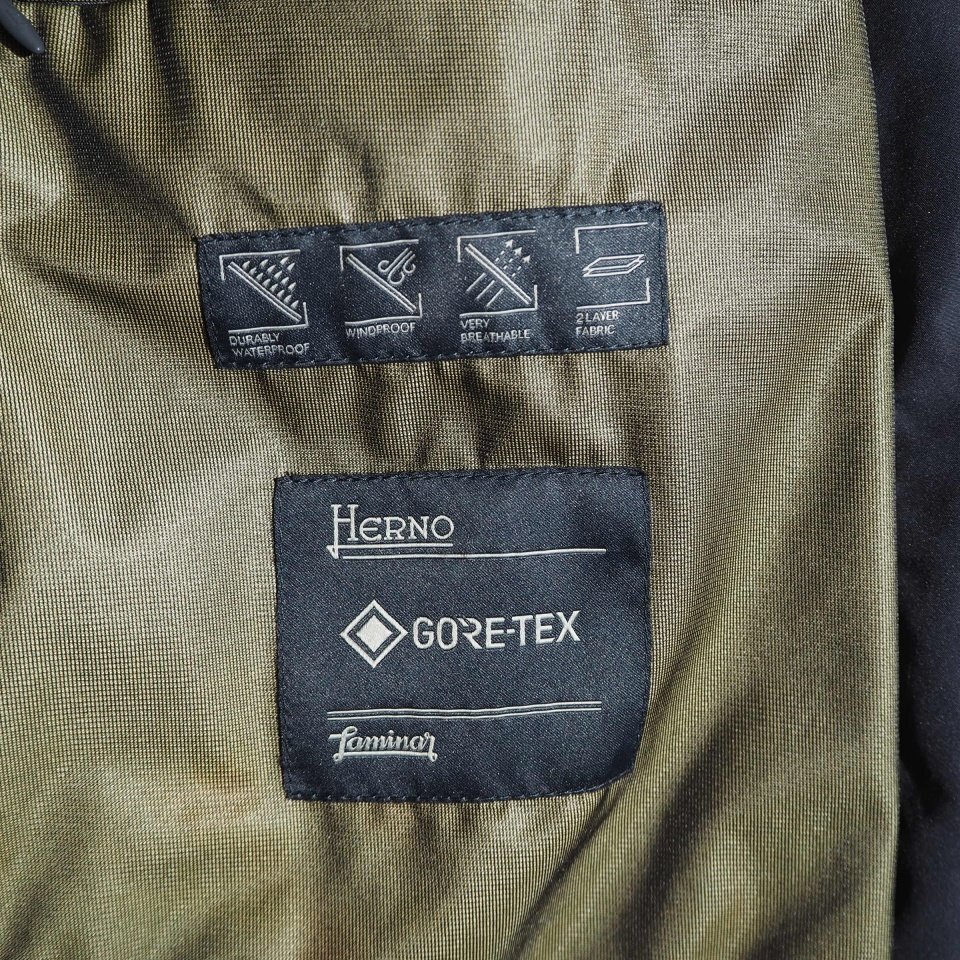 DURABLY
WATERPROOF
WINDPROOF
VERY
BREATHABLE
2 LAYER
FABRIC
HERNO
GORE-TEX
Laminar